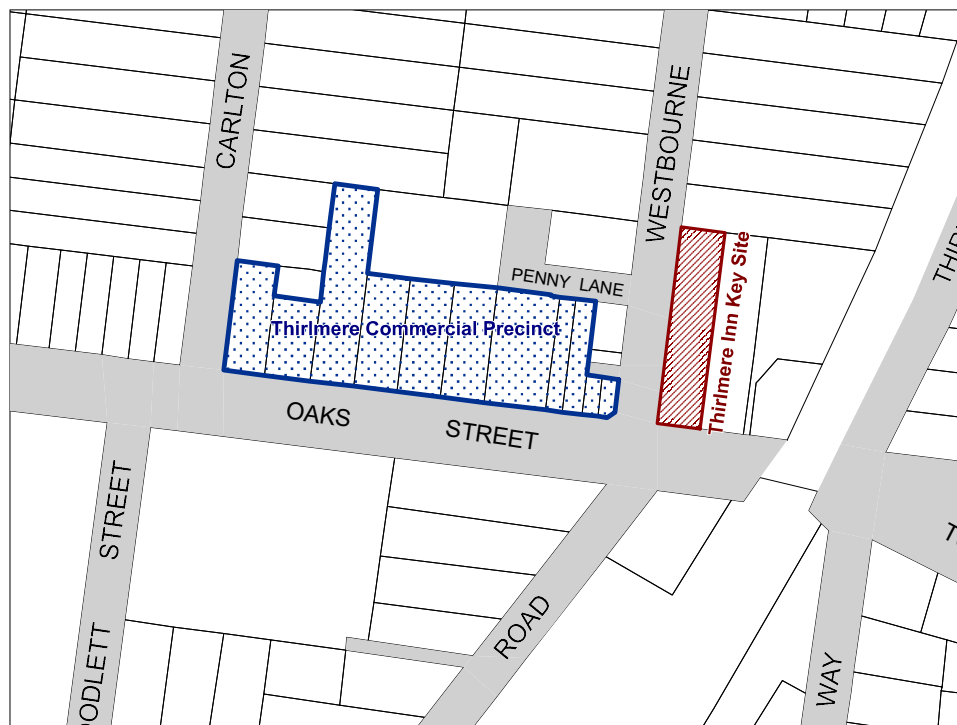 CARLTON
WESTBOURNE
PENNY LANE
Thirlmere Commercial Precinct
Thirlmere Inn Key Site
OAKS STREET
STREET
ROAD
WAY